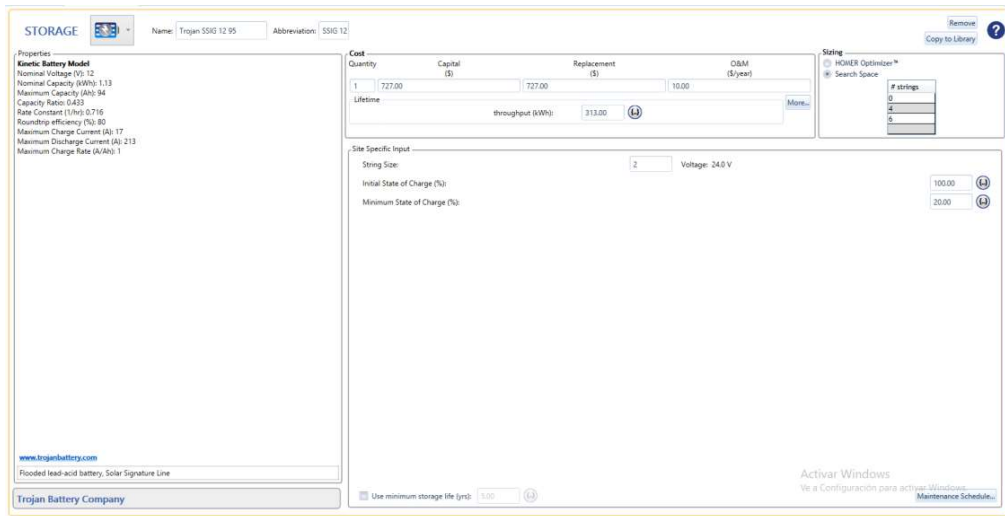 STORAGE
Name: Trojan SSIG 12 95
Abbreviation: SSIG 12
Remove
Copy to Library
?
Properties
Kinetic Battery Model
Nominal Voltage (V): 12
Nominal Capacity (kWh): 1.13
Maximum Capacity (Ah): 94
Capacity Ratio: 0.433
Rate Constant (1/hr): 0.716
Roundtrip efficiency (%): 80
Maximum Charge Current (A): 17
Maximum Discharge Current (A): 213
Maximum Charge Rate (A/Ah): 1
www.trojanbattery.com
Flooded lead-acid battery, Solar Signature Line
Trojan Battery Company
Cost
Quantity Capital Replacement O&M
($) ($) ($/year)
1 727.00 727.00 10.00
Lifetime
throughput (kWh): 313.00 {..}
More...
Sizing
HOMER Optimizer™
Search Space
# strings
0
4
6
Site Specific Input
String Size: 2 Voltage: 24.0 V
Initial State of Charge (%): 100.00 {..}
Minimum State of Charge (%): 20.00 {..}
Use minimum storage life (yrs): 5.00 {..}
Activar Windows
Ve a Configuración para activar Windows.
Maintenance Schedule...